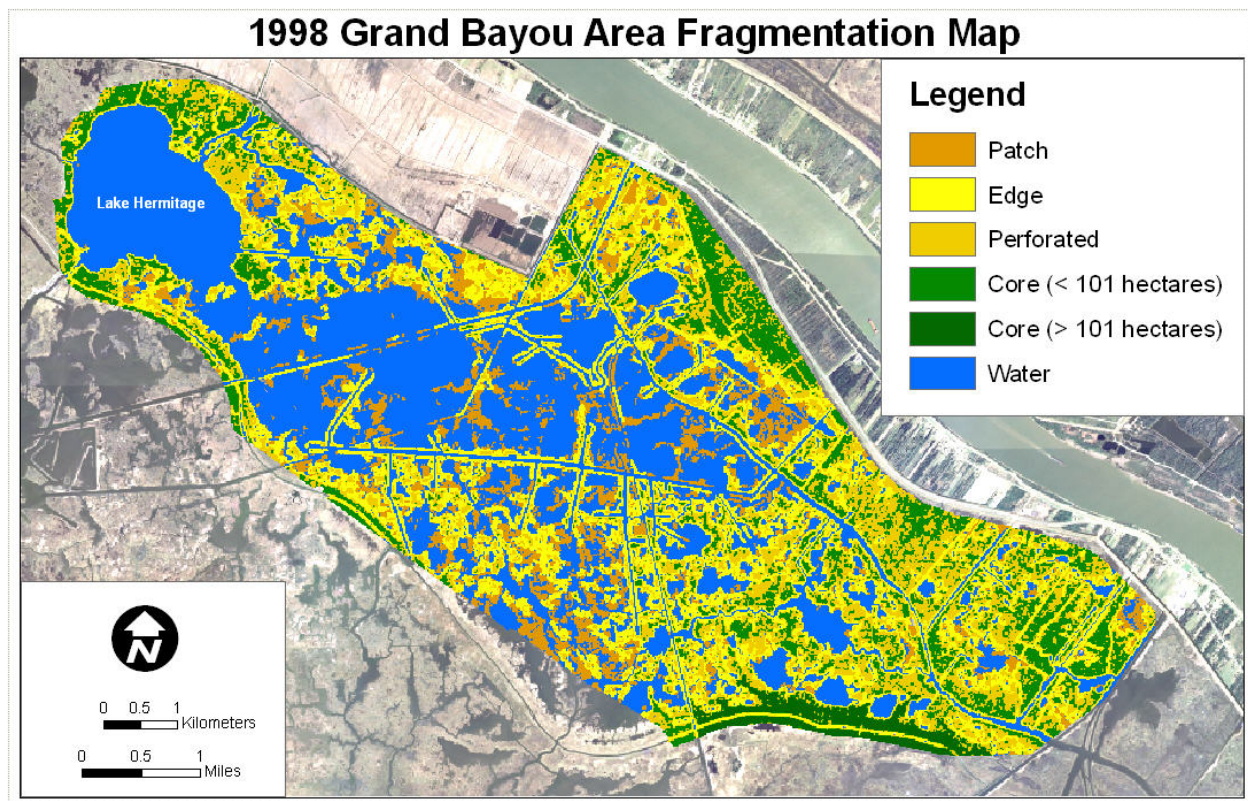 1998 Grand Bayou Area Fragmentation Map
Lake Hermitage
Legend
Patch
Edge
Perforated
Core (< 101 hectares)
Core (> 101 hectares)
Water
N
0 0.5 1
Kilometers
0 0.5 1
Miles